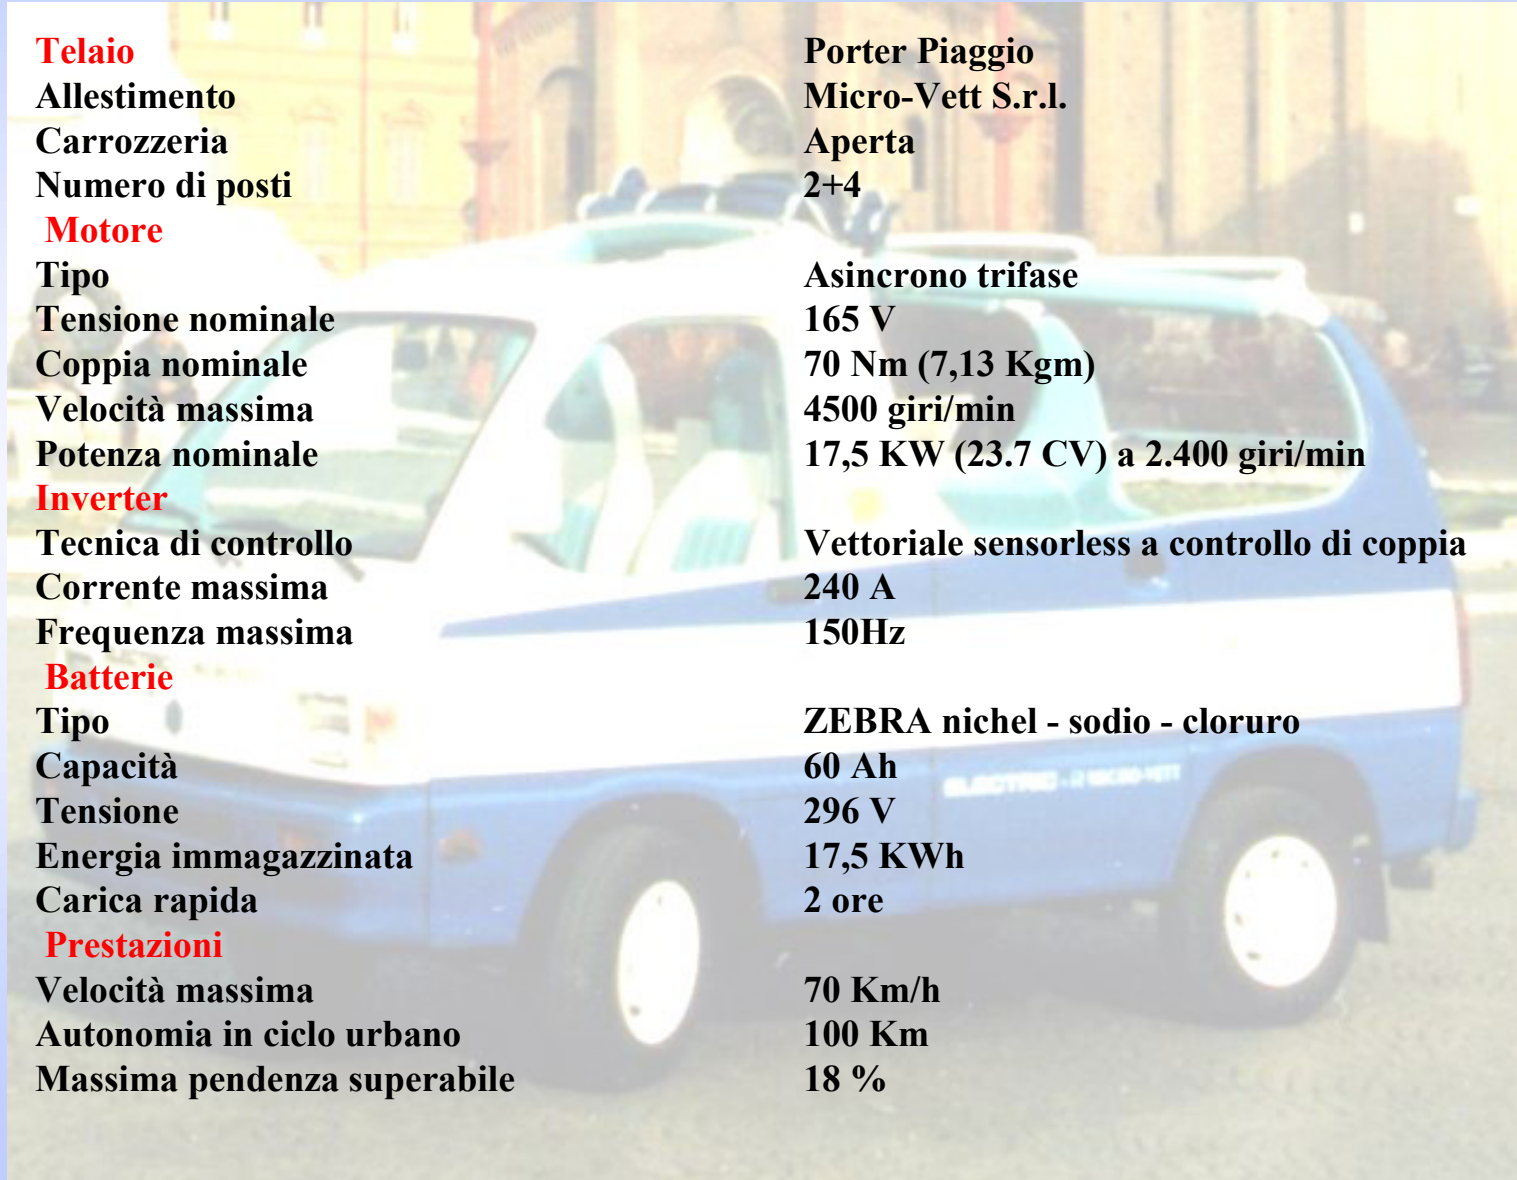 Telaio Porter Piaggio
Allestimento Micro-Vett S.r.l.
Carrozzeria Aperta
Numero di posti 2+4
Motore
Tipo Asincrono trifase
Tensione nominale 165 V
Coppia nominale 70 Nm (7,13 Kgm)
Velocità massima 4500 giri/min
Potenza nominale 17,5 KW (23.7 CV) a 2.400 giri/min
Inverter
Tecnica di controllo Vettoriale sensorless a controllo di coppia
Corrente massima 240 A
Frequenza massima 150Hz
Batterie
Tipo ZEBRA nichel - sodio - cloruro
Capacità 60 Ah
ELECTRIC - MICRO-VETT
Tensione 296 V
Energia immagazzinata 17,5 KWh
Carica rapida 2 ore
Prestazioni
Velocità massima 70 Km/h
Autonomia in ciclo urbano 100 Km
Massima pendenza superabile 18 %